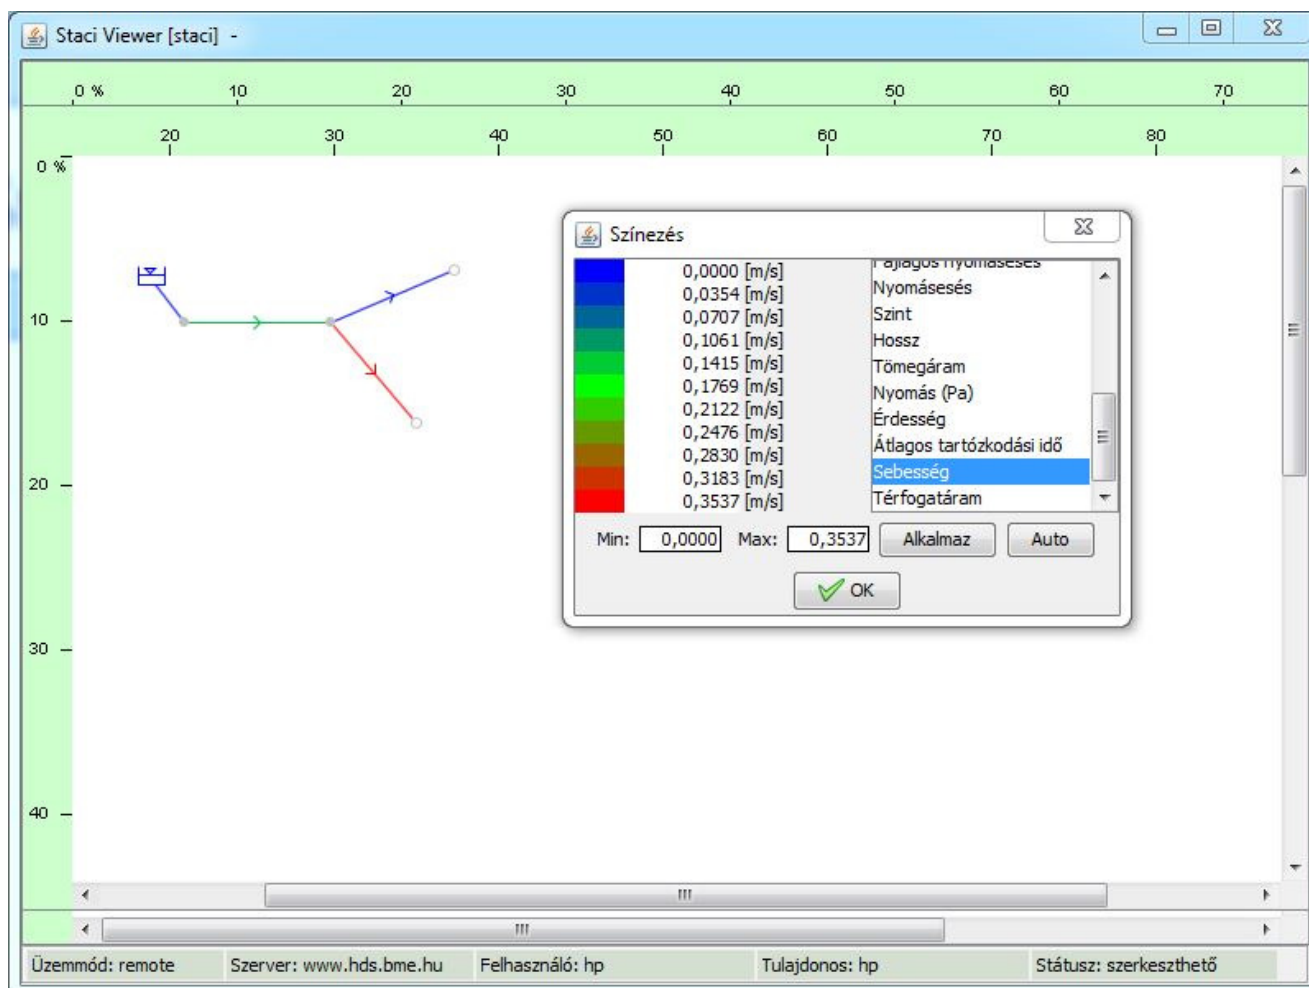 Staci Viewer [staci] -
0 % 10 20 30 40 50 60 70
20 30 40 50 60 70 80
0 %
10
20
30
40
Színezés
0,0000 [m/s]
0,0354 [m/s]
0,0707 [m/s]
0,1061 [m/s]
0,1415 [m/s]
0,1769 [m/s]
0,2122 [m/s]
0,2476 [m/s]
0,2830 [m/s]
0,3183 [m/s]
0,3537 [m/s]
Fajlagos nyomásesés
Nyomásesés
Szint
Hossz
Tömegáram
Nyomás (Pa)
Érdesség
Átlagos tartózkodási idő
Sebesség
Térfogatáram
Min: 0,0000 Max: 0,3537 Alkalmaz Auto
OK
Üzemmód: remote Szerver: www.hds.bme.hu Felhasználó: hp Tulajdonos: hp Státusz: szerkeszthető